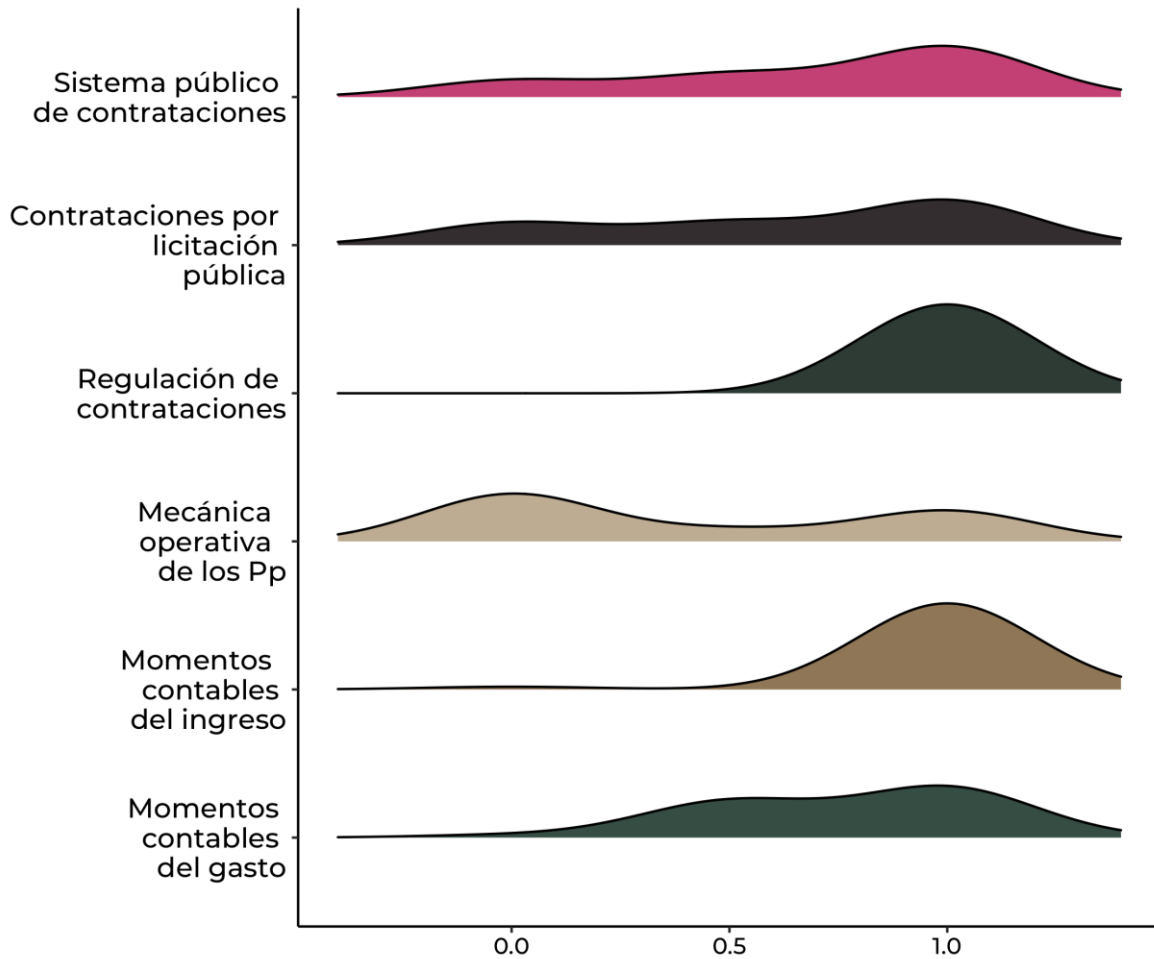 Sistema público
de contrataciones
Contrataciones por
licitación
pública
Regulación de
contrataciones
Mecánica
operativa
de los Pp
Momentos
contables
del ingreso
Momentos
contables
del gasto
0.0 0.5 1.0